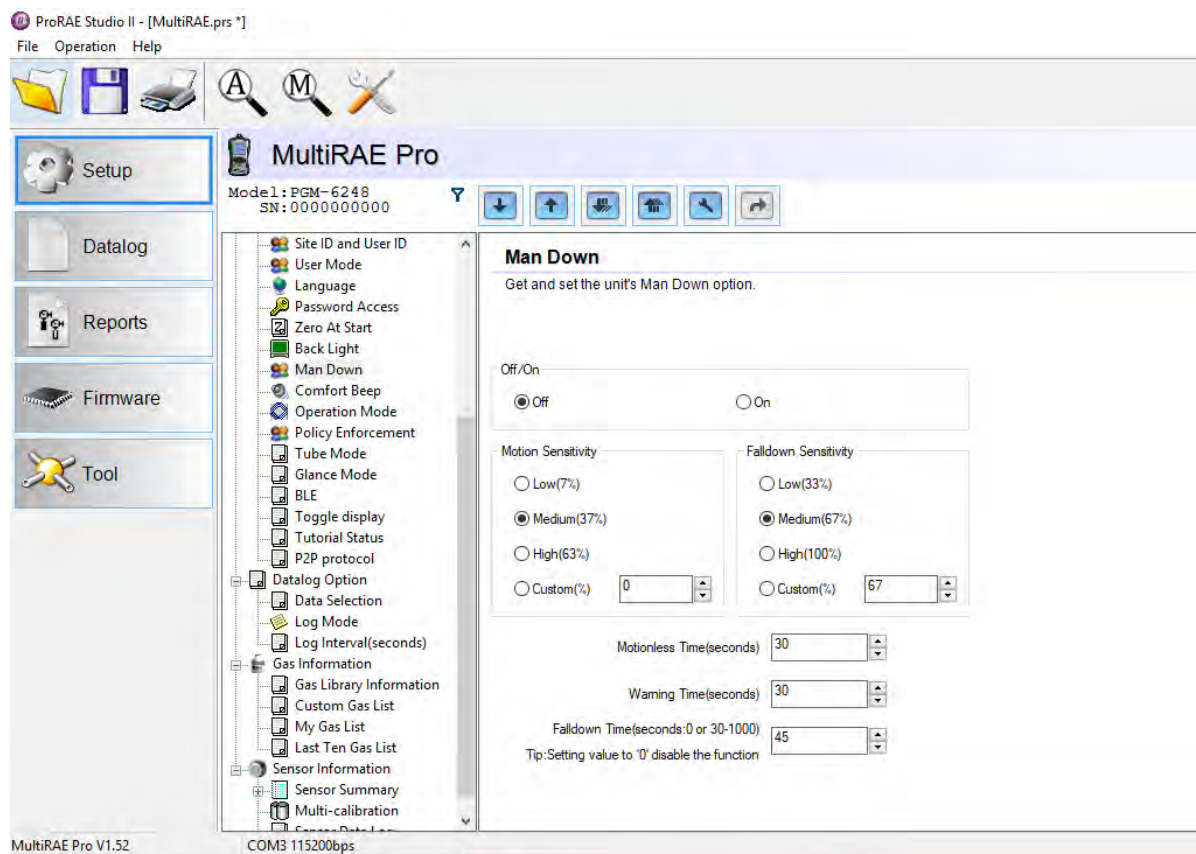 ProRAE Studio II - [MultiRAE.prs *]
File Operation Help
A M
Setup
Datalog
Reports
Firmware
Tool
MultiRAE Pro
Model:PGM-6248
SN:0000000000
Site ID and User ID
User Mode
Language
Password Access
Zero At Start
Back Light
Man Down
Comfort Beep
Operation Mode
Policy Enforcement
Tube Mode
Glance Mode
BLE
Toggle display
Tutorial Status
P2P protocol
Datalog Option
Data Selection
Log Mode
Log Interval(seconds)
Gas Information
Gas Library Information
Custom Gas List
My Gas List
Last Ten Gas List
Sensor Information
Sensor Summary
Multi-calibration
Man Down
Get and set the unit's Man Down option.
Off/On
Off On
Motion Sensitivity
Low(7%)
Medium(37%)
High(63%)
Custom(%) 0
Falldown Sensitivity
Low(33%)
Medium(67%)
High(100%)
Custom(%) 67
Motionless Time(seconds) 30
Warning Time(seconds) 30
Falldown Time(seconds:0 or 30-1000) 45
Tip:Setting value to '0' disable the function
MultiRAE Pro V1.52 COM3 115200bps